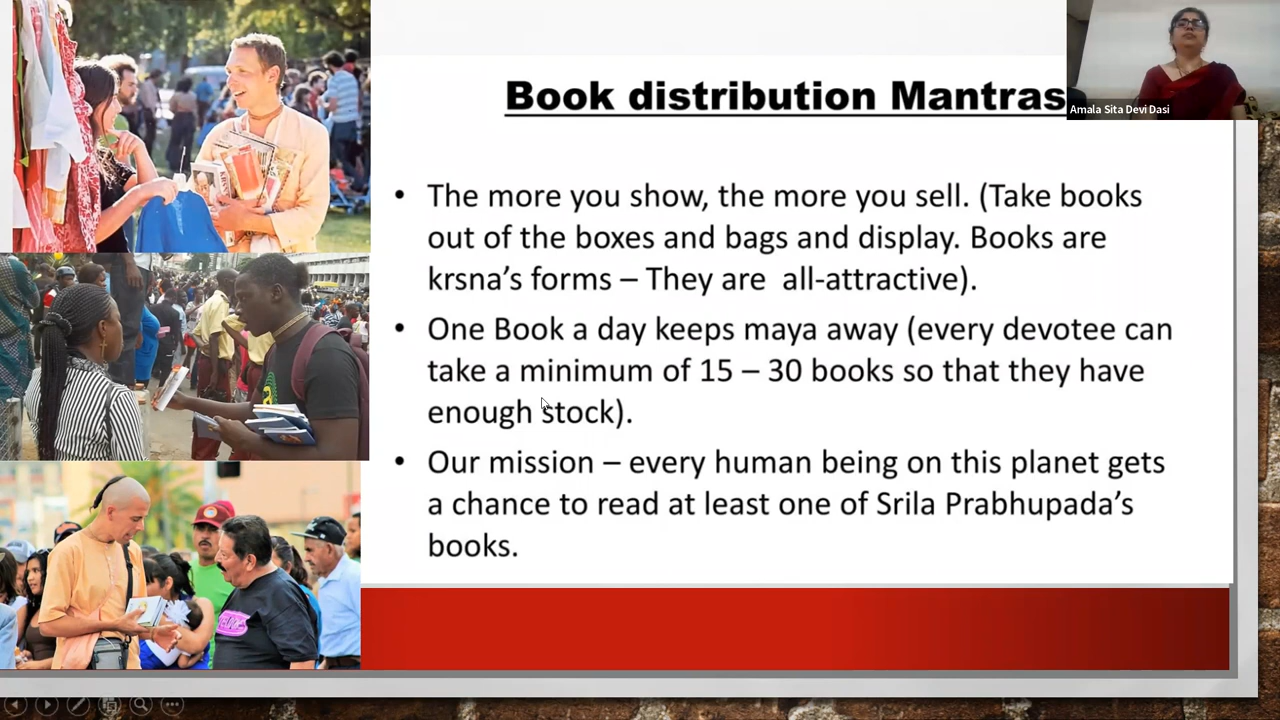 Book distribution Mantras
Amala Sita Devi Dasi
• The more you show, the more you sell. (Take books
out of the boxes and bags and display. Books are
krsna’s forms – They are  all-attractive).
• One Book a day keeps maya away (every devotee can
take a minimum of 15 – 30 books so that they have
enough stock).
• Our mission – every human being on this planet gets
a chance to read at least one of Srila Prabhupada’s
books.